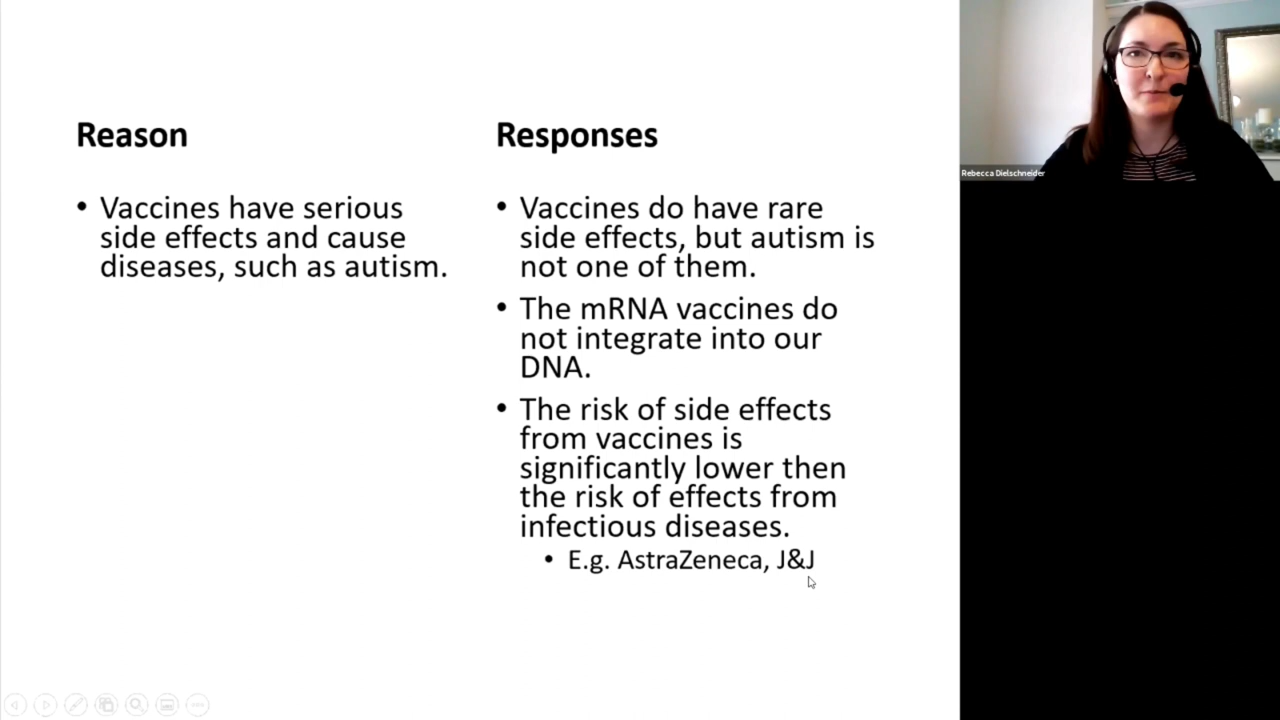 Reason
• Vaccines have serious
side effects and cause
diseases, such as autism.
Responses
• Vaccines do have rare
side effects, but autism is
not one of them.
• The mRNA vaccines do
not integrate into our
DNA.
• The risk of side effects
from vaccines is
significantly lower then
the risk of effects from
infectious diseases.
• E.g. AstraZeneca, J&J
Rebecca Dielschneider